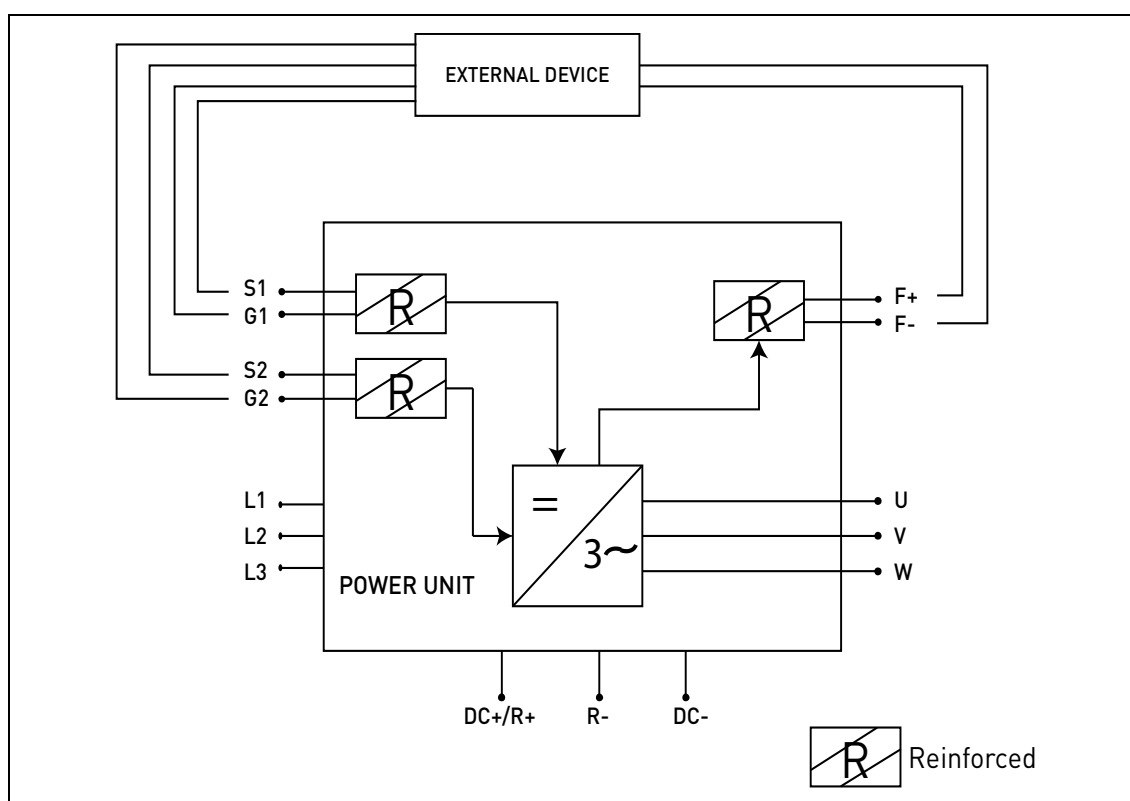 EXTERNAL DEVICE
S1
R
R
F+
G1
F-
S2
R
G2
L1
=
U
L2
3~
V
L3
POWER UNIT
W
DC+/R+
R-
DC-
R
Reinforced